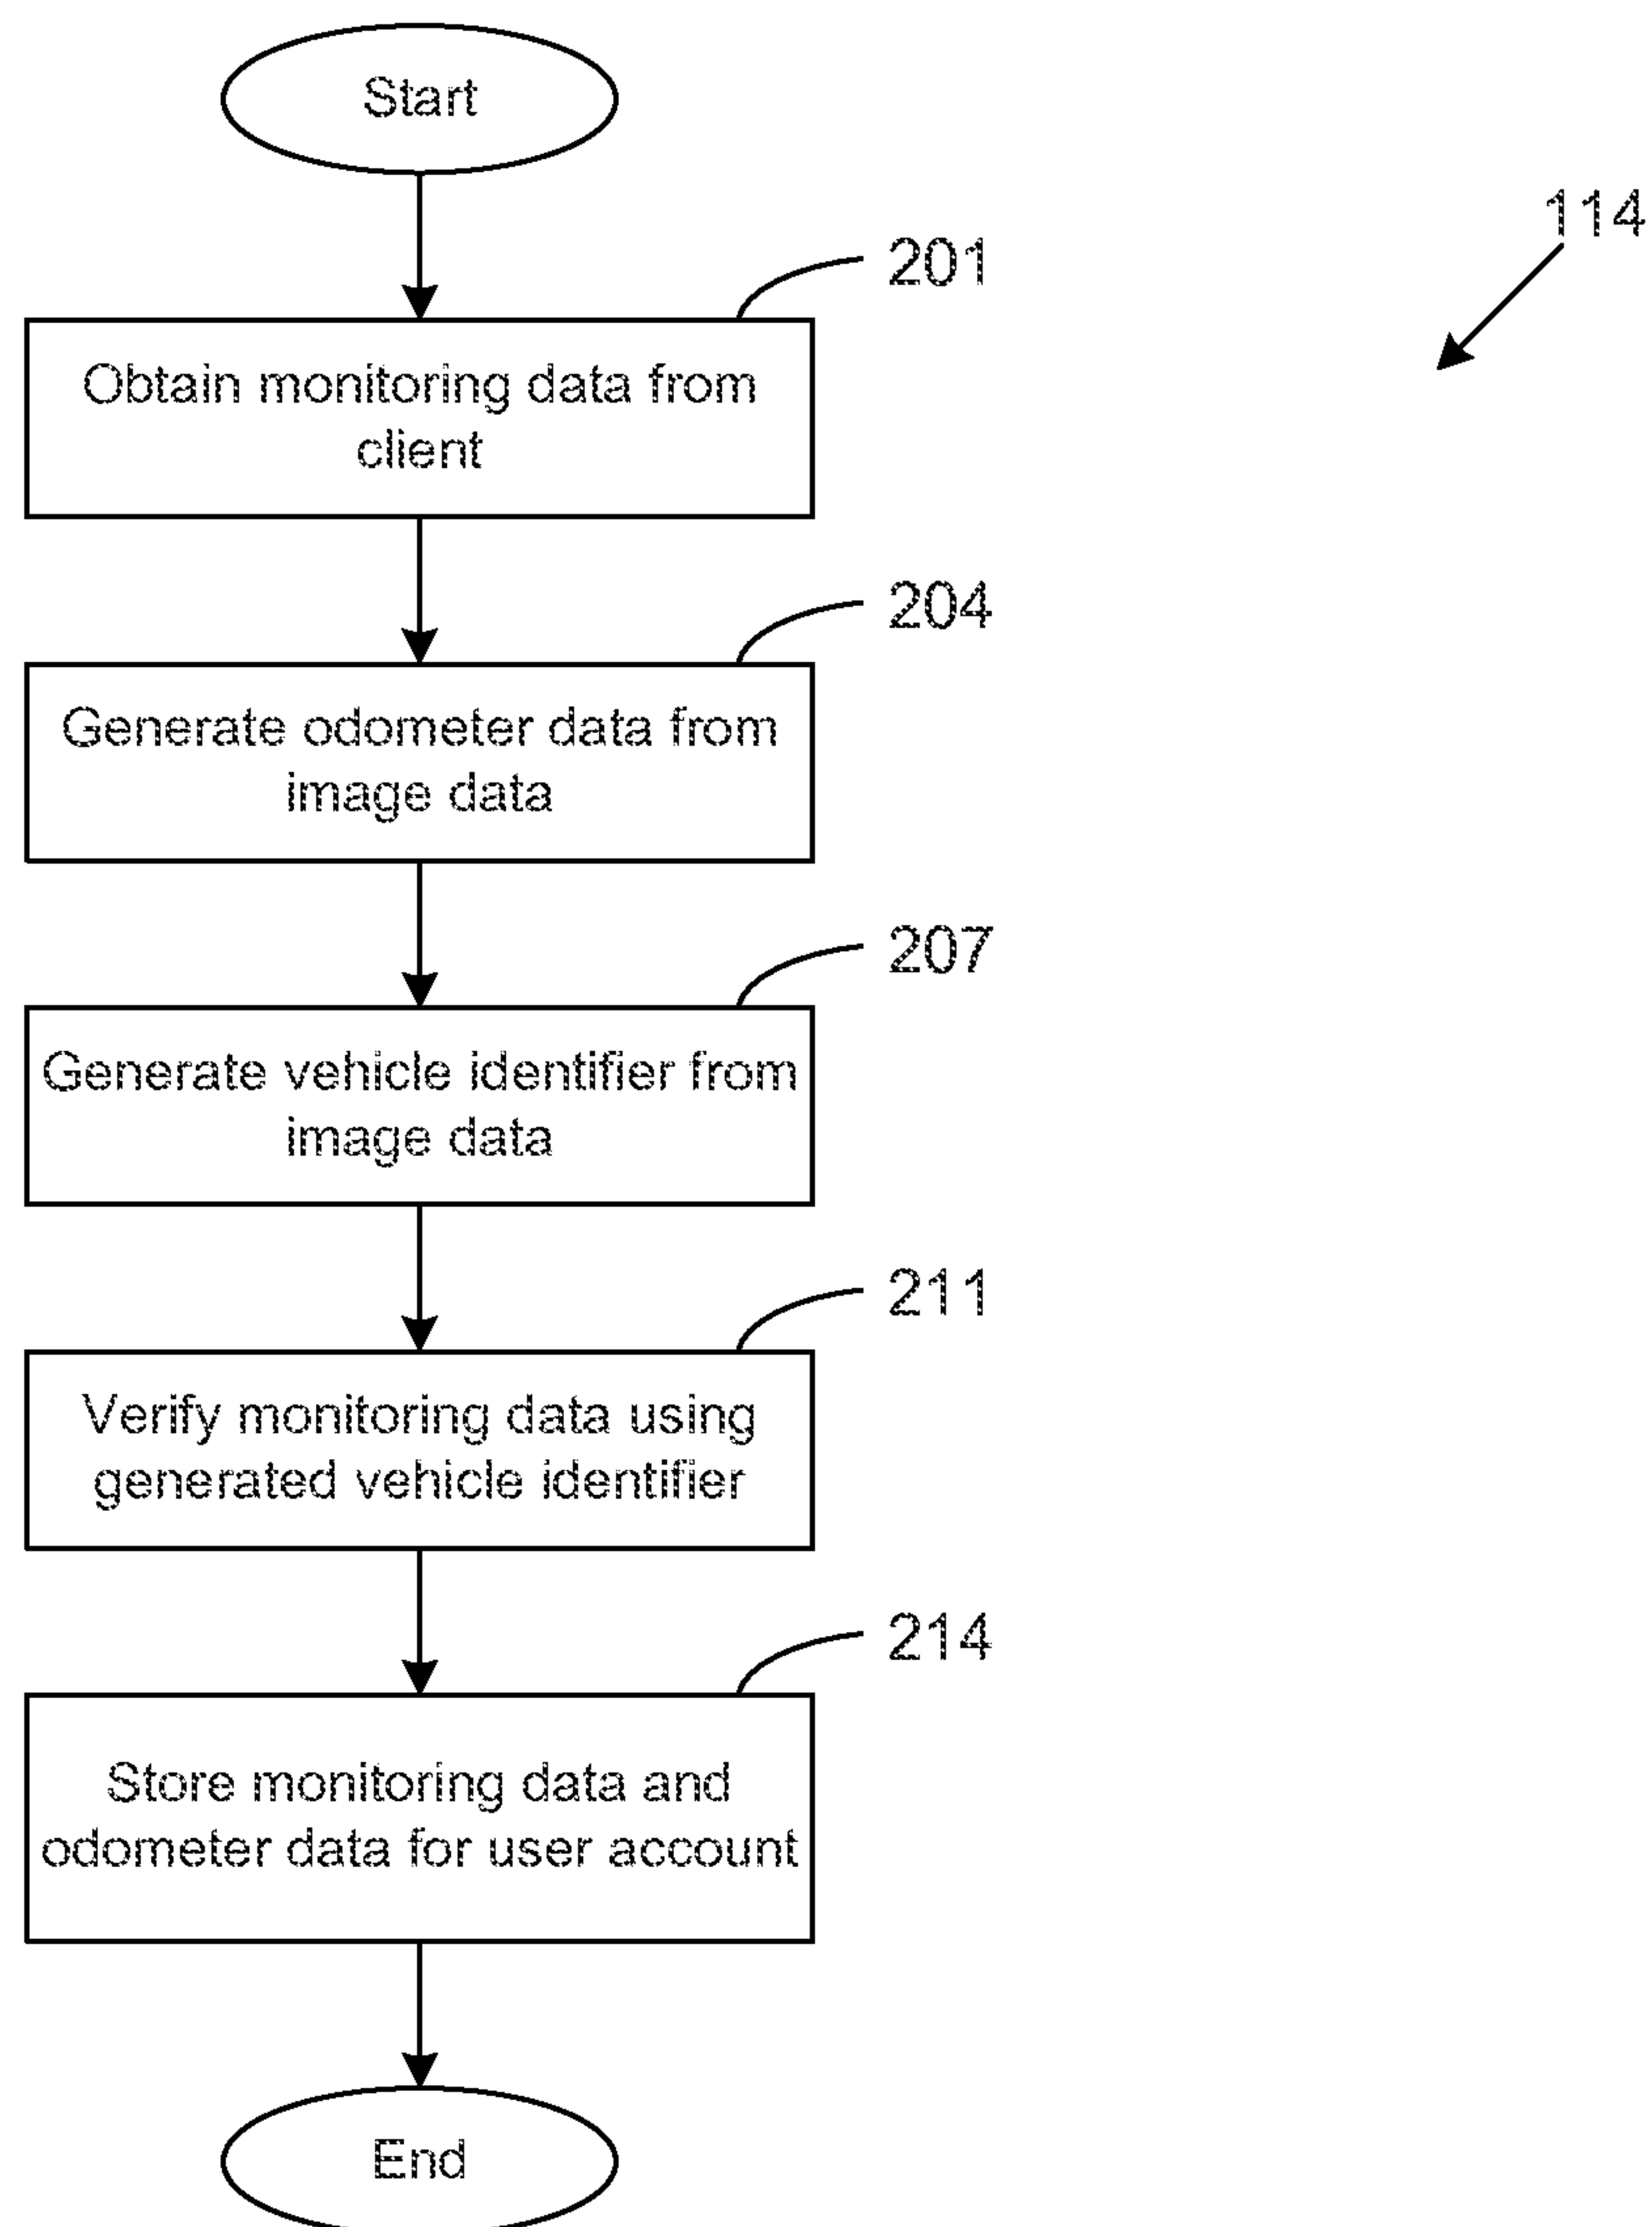 Start
114
201
Obtain monitoring data from
client
204
Generate odometer data from
image data
207
Generate vehicle identifier from
image data
211
Verify monitoring data using
generated vehicle identifier
214
Store monitoring data and
odometer data for user account
End